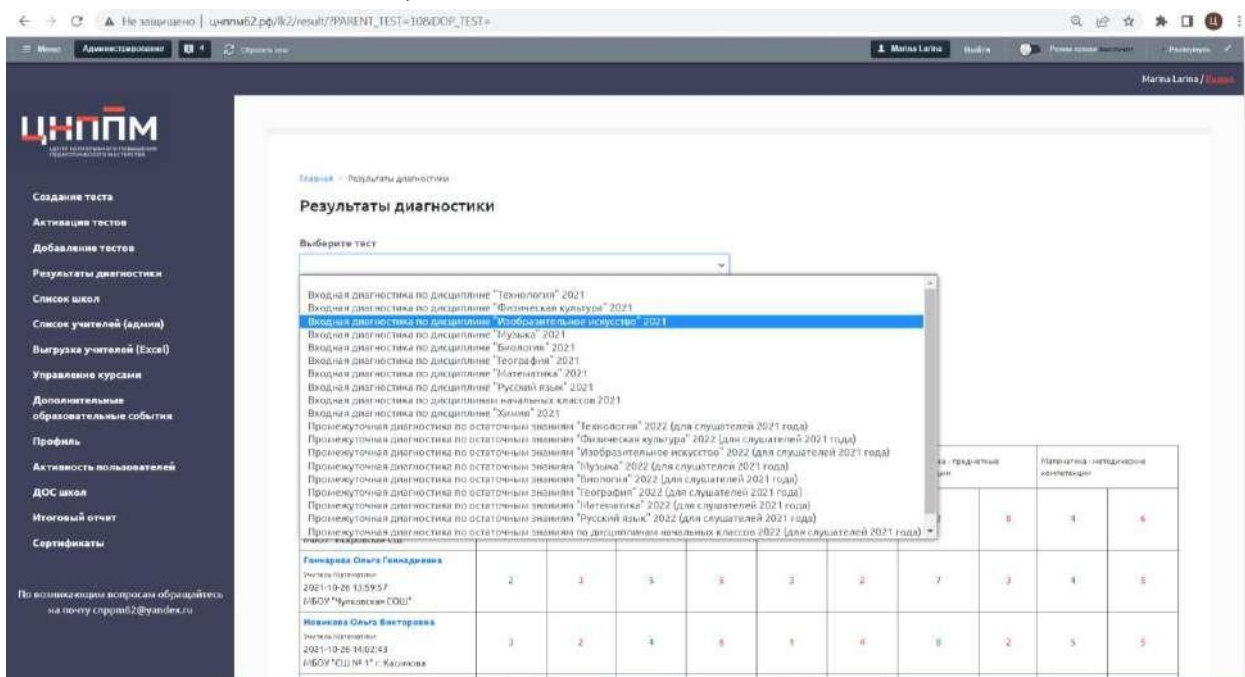 Не защищено | цнппм62.рф/lk2/result/?PARENT_TEST=108&DOP_TEST=
Меню Администрирование 4
Marina Larina Выйти
Marina Larina /
ЦНППМ
Создание теста
Активация тестов
Добавление тестов
Результаты диагностики
Список школ
Список учителей (админ)
Выгрузка учителей (Excel)
Управление курсами
Дополнительные
образовательные события
Профиль
Активность пользователей
ДОС школ
Итоговый отчет
Сертификаты
По возникающим вопросам обращайтесь
на почту cnppm62@yandex.ru
Главная - Результаты диагностики
Результаты диагностики
Выберите тест
Входная диагностика по дисциплине "Технология" 2021
Входная диагностика по дисциплине "Физическая культура" 2021
Входная диагностика по дисциплине "Изобразительное искусство" 2021
Входная диагностика по дисциплине "Музыка" 2021
Входная диагностика по дисциплине "Биология" 2021
Входная диагностика по дисциплине "География" 2021
Входная диагностика по дисциплине "Математика" 2021
Входная диагностика по дисциплине "Русский язык" 2021
Входная диагностика по дисциплинам начальных классов 2021
Входная диагностика по дисциплине "Химия" 2021
Промежуточная диагностика по остаточным знаниям "Технология" 2022 (для слушателей 2021 года)
Промежуточная диагностика по остаточным знаниям "Физическая культура" 2022 (для слушателей 2021 года)
Промежуточная диагностика по остаточным знаниям "Изобразительное искусство" 2022 (для слушателей 2021 года)
Промежуточная диагностика по остаточным знаниям "Музыка" 2022 (для слушателей 2021 года)
Промежуточная диагностика по остаточным знаниям "Биология" 2022 (для слушателей 2021 года)
Промежуточная диагностика по остаточным знаниям "География" 2022 (для слушателей 2021 года)
Промежуточная диагностика по остаточным знаниям "Математика" 2022 (для слушателей 2021 года)
Промежуточная диагностика по остаточным знаниям "Русский язык" 2022 (для слушателей 2021 года)
Промежуточная диагностика по остаточным знаниям по дисциплинам начальных классов 2022 (для слушателей 2021 года)
Математика - методические
компетенции
8 4 6
Гончарова Ольга Геннадиевна
Учитель Математики
2021-10-26 13:59:57
МБОУ "Чулковская СОШ"
2 3 5 5 3 2 7 3 4 6
Новикова Ольга Викторовна
Учитель Математики
2021-10-26 14:02:43
МБОУ "СШ № 1" г. Касимова
3 2 4 6 1 4 8 2 5 5